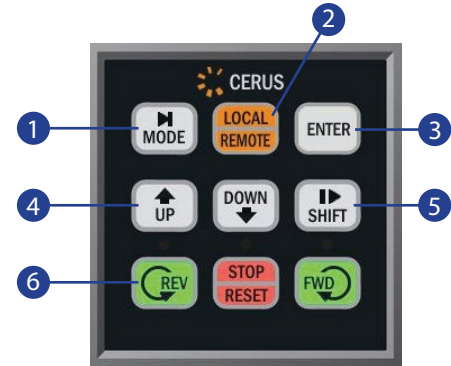 2
CERUS
1
MODE
LOCAL
REMOTE
ENTER
3
4
UP
DOWN
SHIFT
5
6
REV
STOP
RESET
FWD